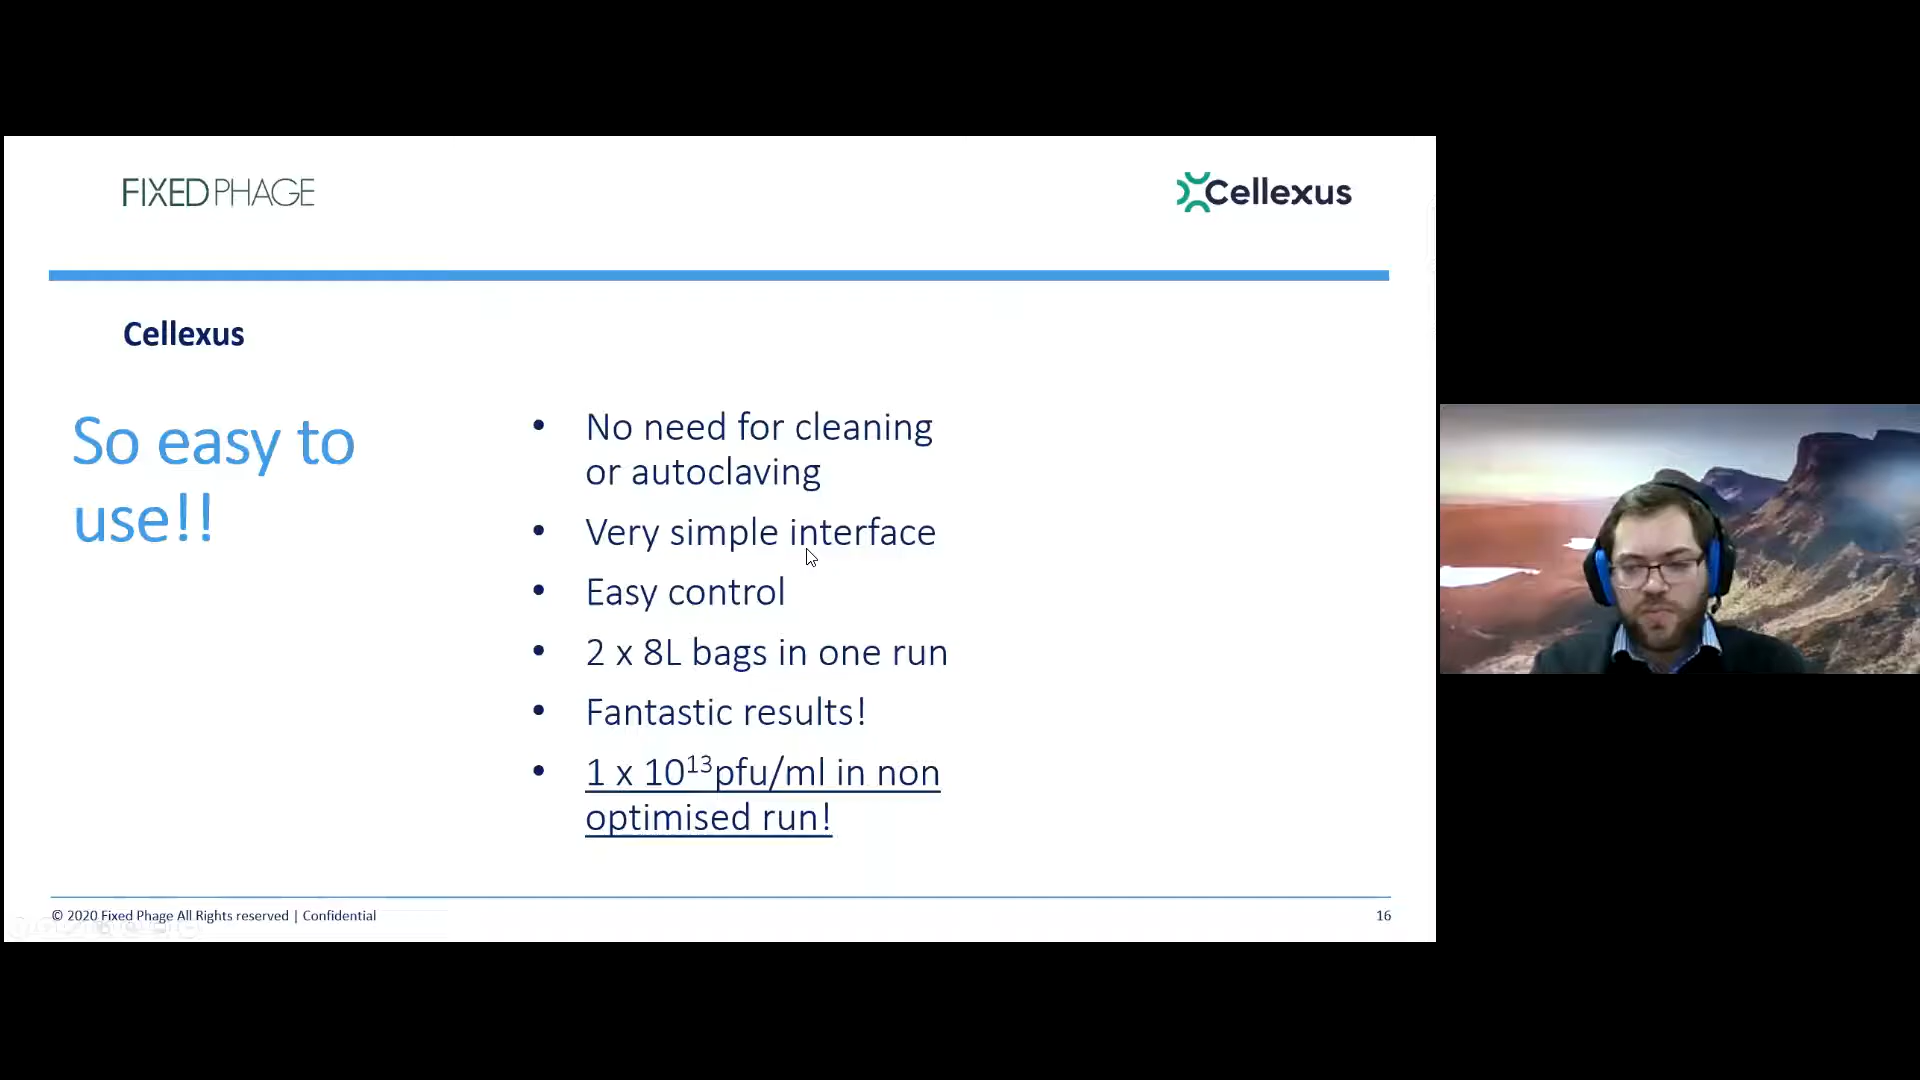 FIXEDPHAGE
Cellexus
Cellexus
So easy to
use!!
• No need for cleaning
or autoclaving
• Very simple interface
• Easy control
• 2 x 8L bags in one run
• Fantastic results!
• 1 x 10¹³pfu/ml in non
optimised run!
© 2020 Fixed Phage All Rights reserved | Confidential
16